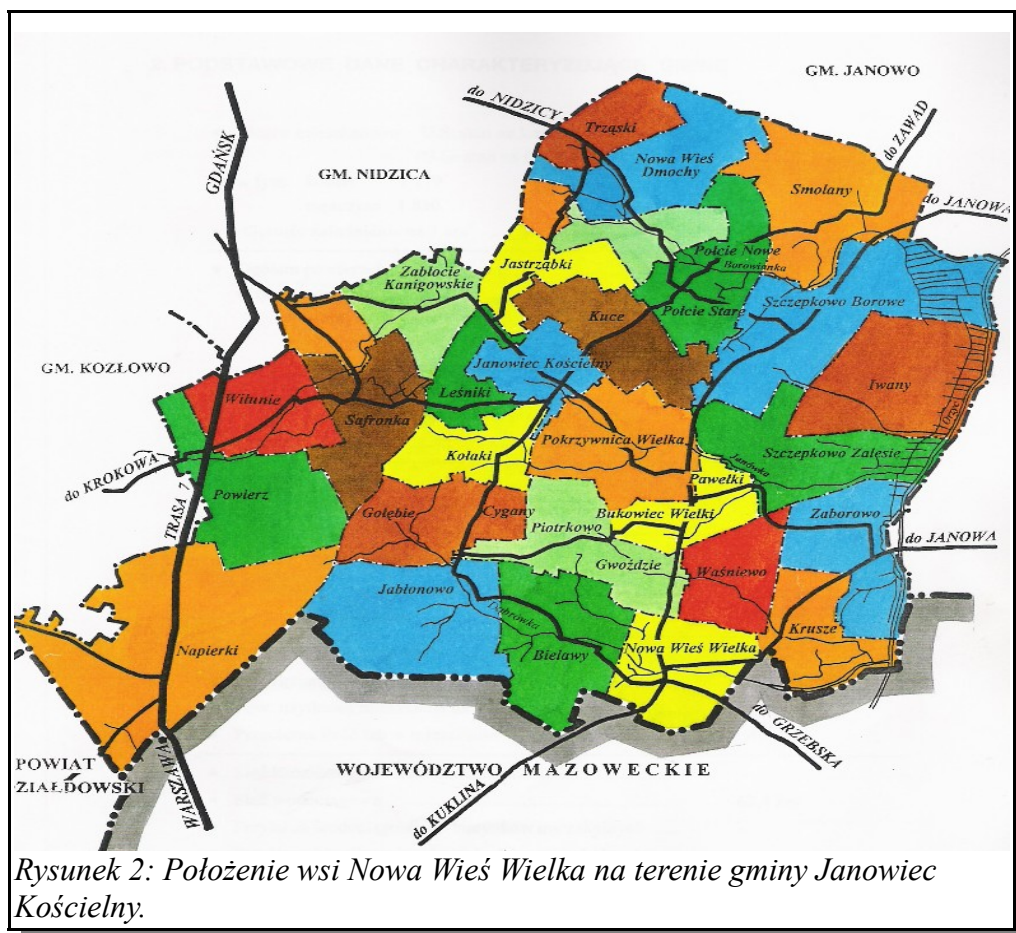 GM. JANOWO
do NIDZICY
do ZAWAD
Trząski
GDAŃSK
Nowa Wieś
Dmochy
GM. NIDZICA
Smolany
do JANOWA
Połcie Nowe
Borowianka
Jastrząbki
Zabłocie
Kanigowskie
Szczepkowo Borowe
Połcie Stare
Kuce
Janowiec Kościelny
GM. KOZŁOWO
Iwany
Wiłunie
Leśniki
Safronka
Orzyc
Pokrzywnica Wielka
Kołaki
Szczepkowo Zalesie
Janówka
do KROKOWA
Pawełki
Powierz
TRASA 7
Gołębie
Cygany
Bukowiec Wielki
Zaborowo
Piotrkowo
do JANOWA
Gwoździe
Waśniewo
Jabłonowo
Dąbrówka
Krusze
Napierki
Bielawy
Nowa Wieś Wielka
do GRZEBSKA
POWIAT
ZIAŁDOWSKI
WARSZAWA
WOJEWÓDZTWO MAZOWECKIE
do KUKLINA
Rysunek 2: Położenie wsi Nowa Wieś Wielka na terenie gminy Janowiec
Kościelny.